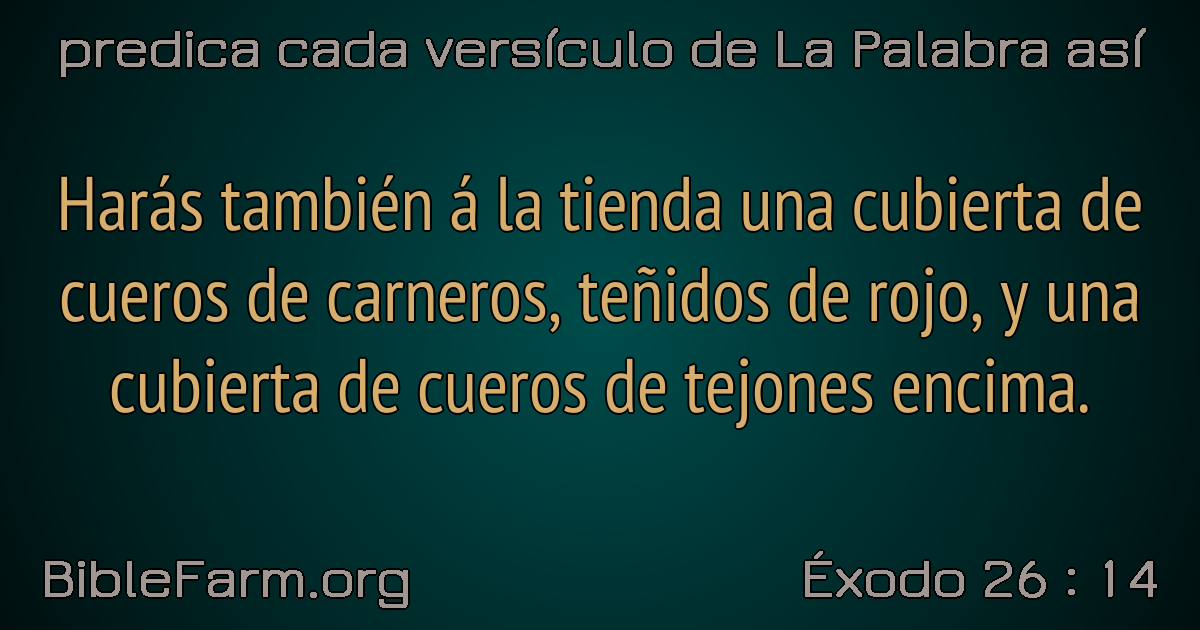 predica cada versículo de La Palabra así
Harás también á la tienda una cubierta de
cueros de carneros, teñidos de rojo, y una
cubierta de cueros de tejones encima.
BibleFarm.org
Éxodo 26 : 14